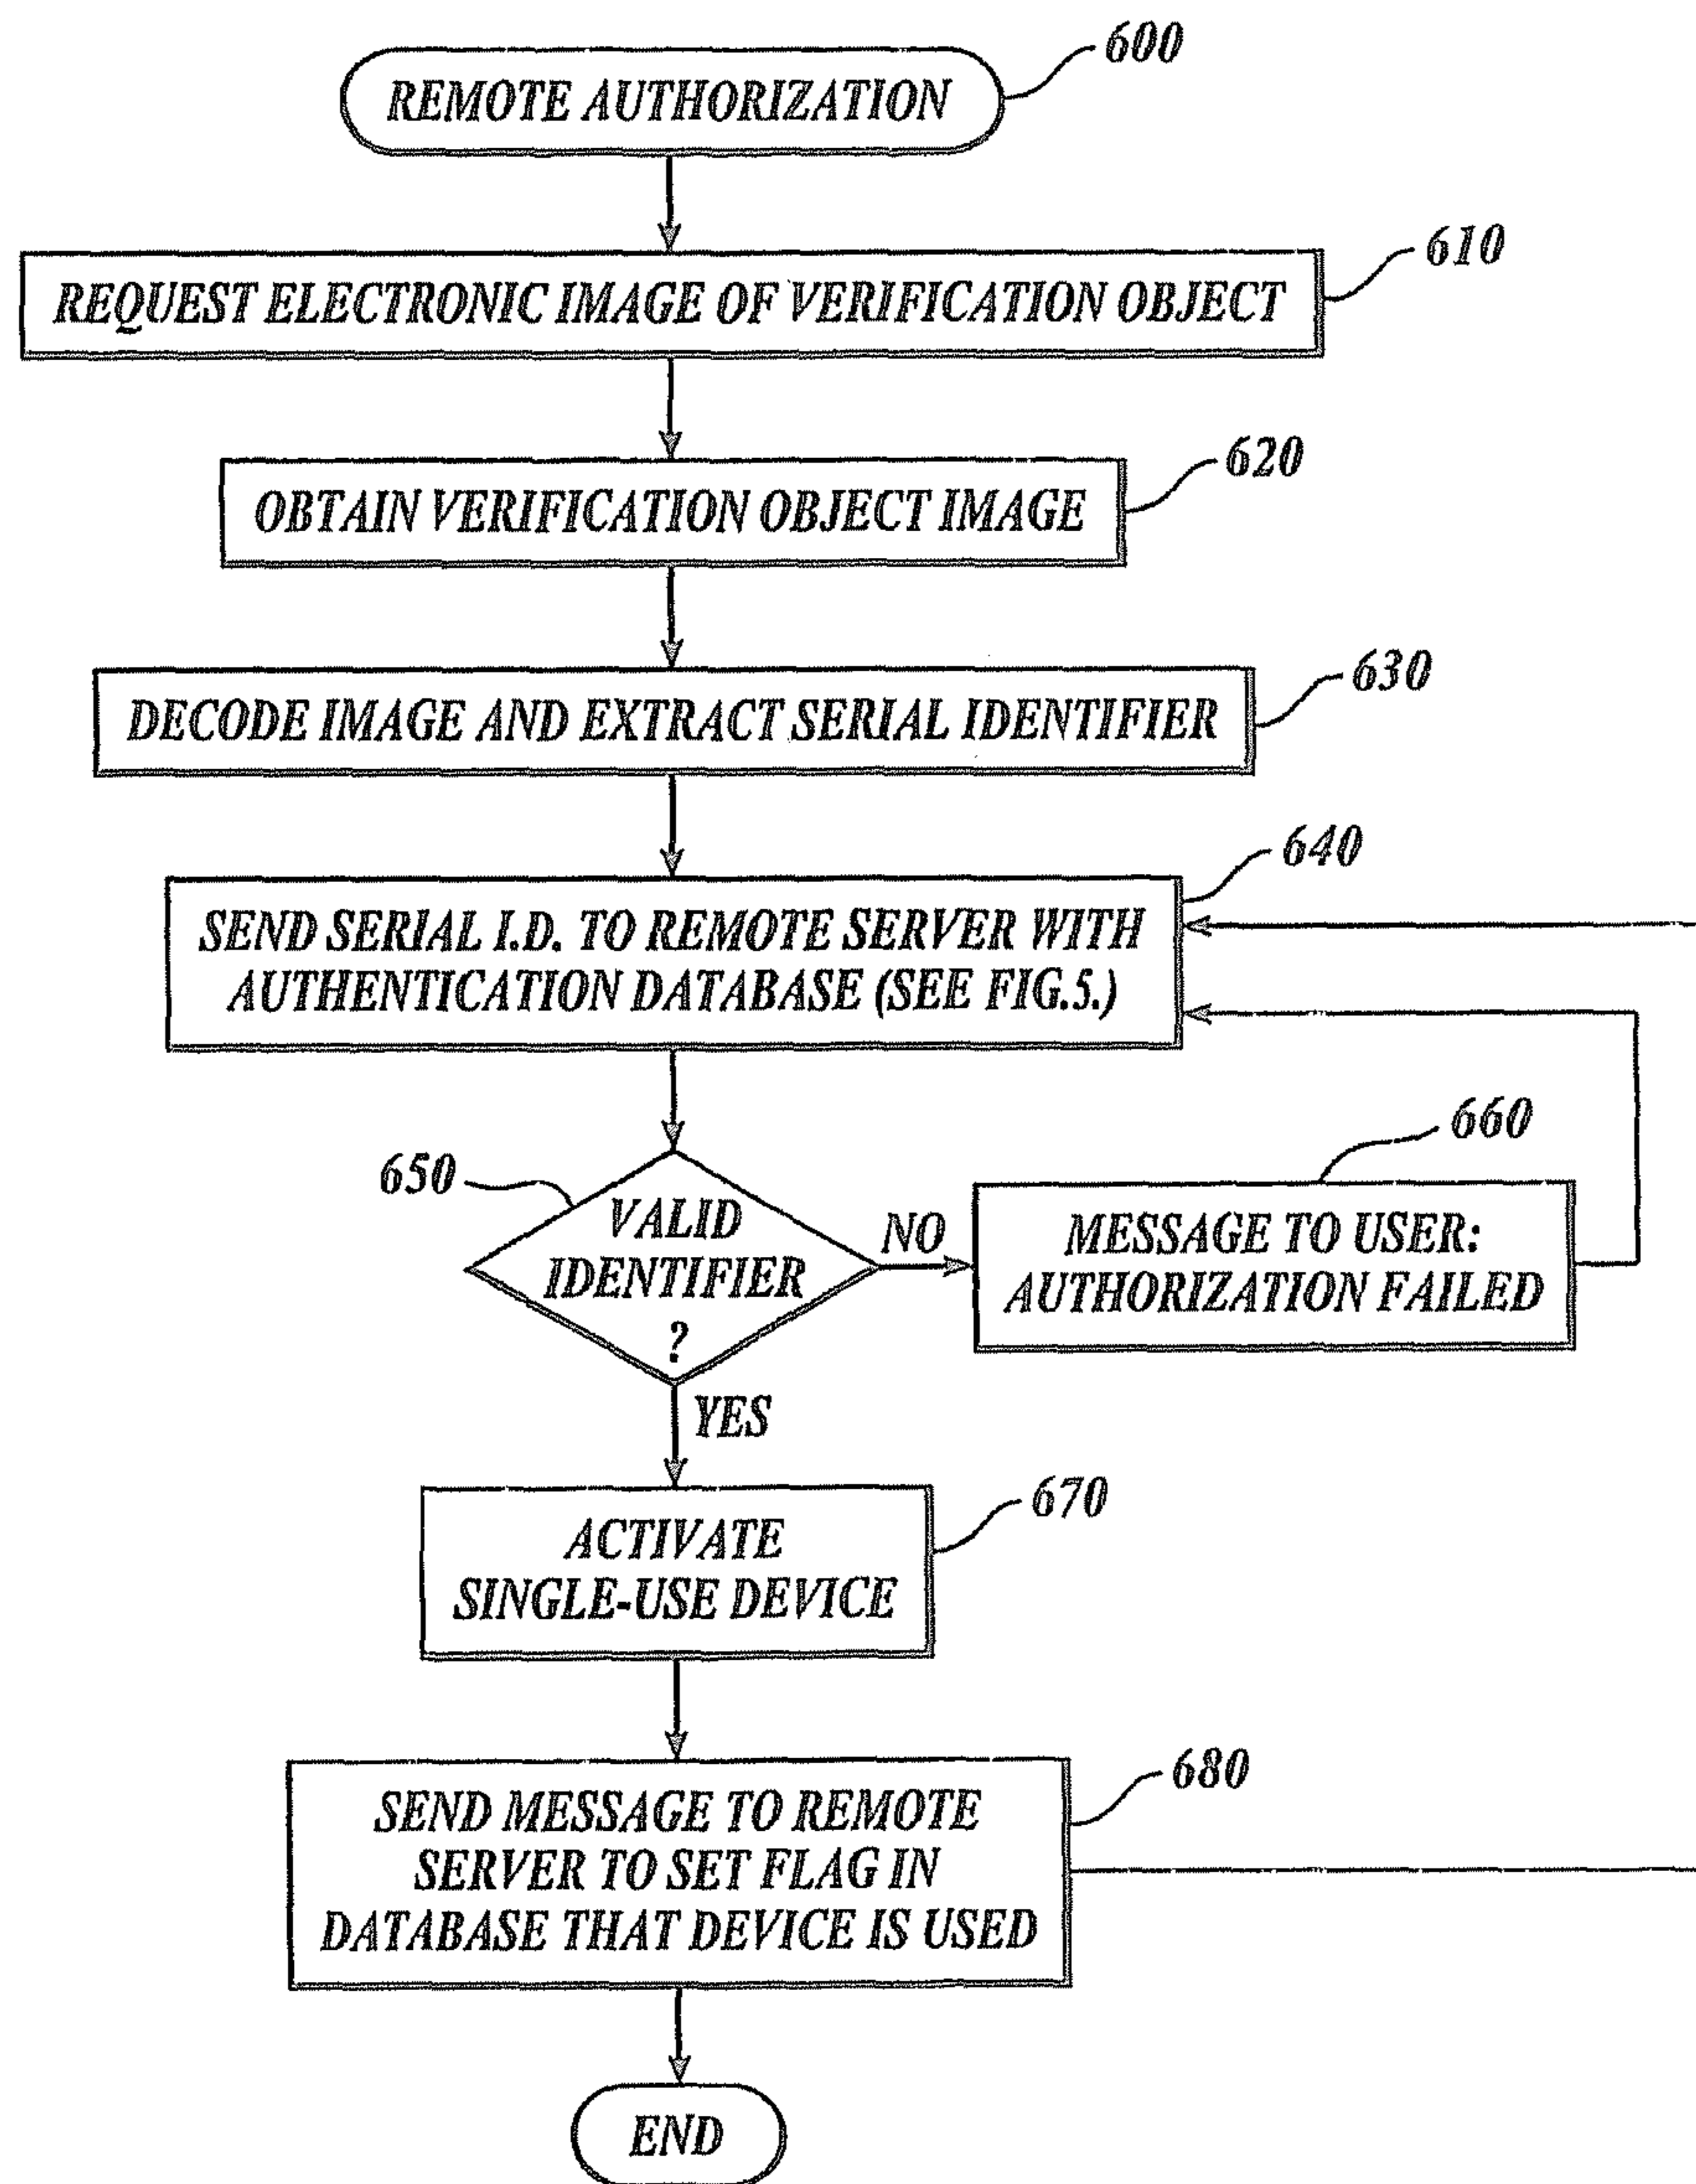 600
REMOTE AUTHORIZATION
610
REQUEST ELECTRONIC IMAGE OF VERIFICATION OBJECT
620
OBTAIN VERIFICATION OBJECT IMAGE
630
DECODE IMAGE AND EXTRACT SERIAL IDENTIFIER
640
SEND SERIAL I.D. TO REMOTE SERVER WITH
AUTHENTICATION DATABASE (SEE FIG.5.)
650
VALID
IDENTIFIER
?
NO
660
MESSAGE TO USER:
AUTHORIZATION FAILED
YES
670
ACTIVATE
SINGLE-USE DEVICE
680
SEND MESSAGE TO REMOTE
SERVER TO SET FLAG IN
DATABASE THAT DEVICE IS USED
END